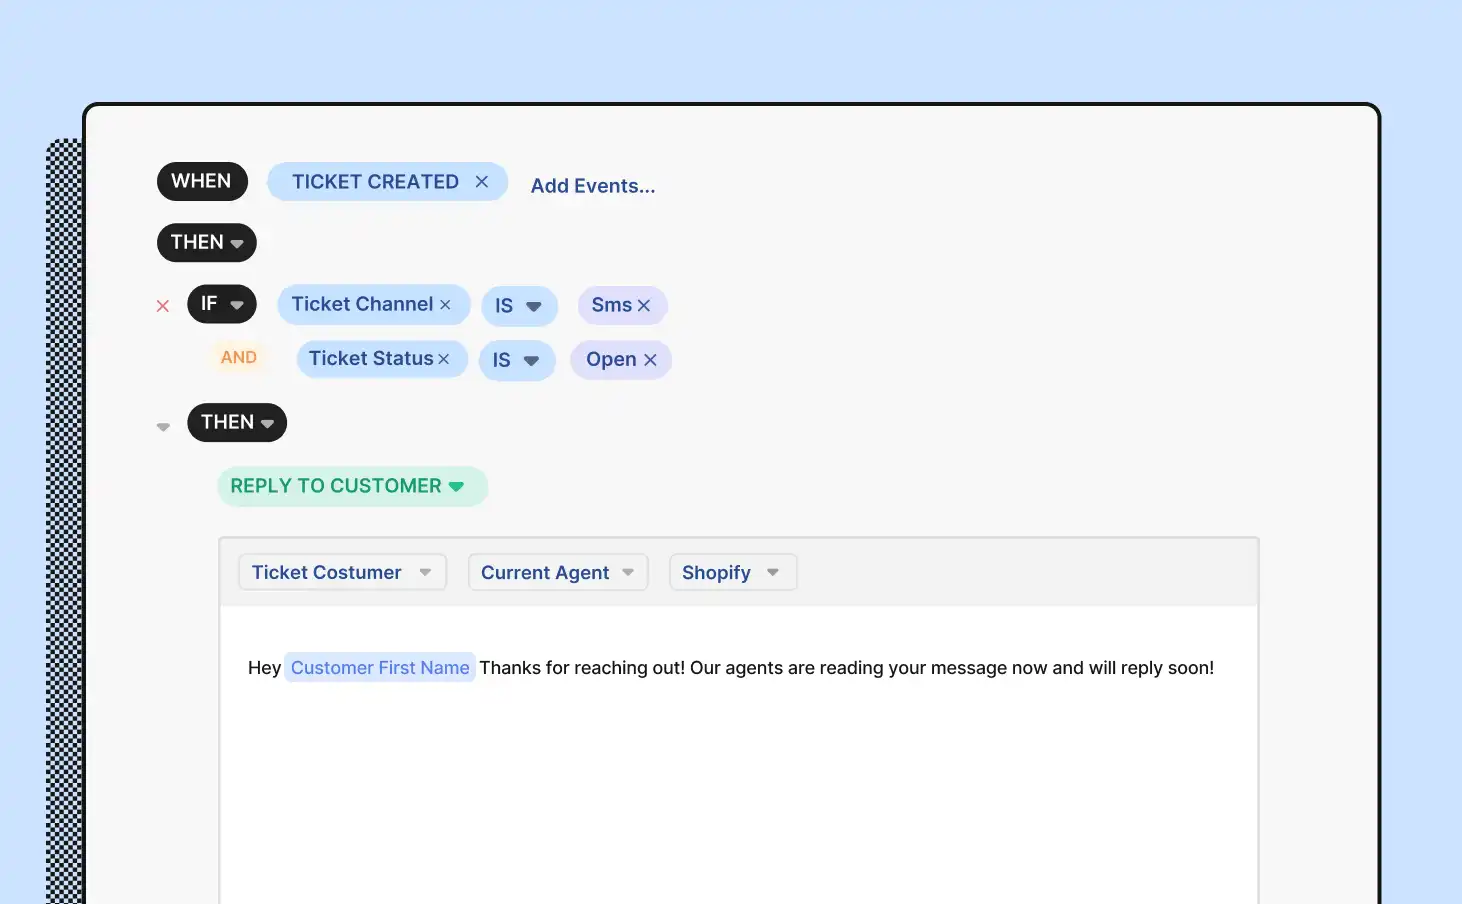 WHEN TICKET CREATED × Add Events...
THEN
× IF Ticket Channel × IS Sms ×
AND Ticket Status × IS Open ×
THEN
REPLY TO CUSTOMER
Ticket Costumer Current Agent Shopify
Hey Customer First Name Thanks for reaching out! Our agents are reading your message now and will reply soon!